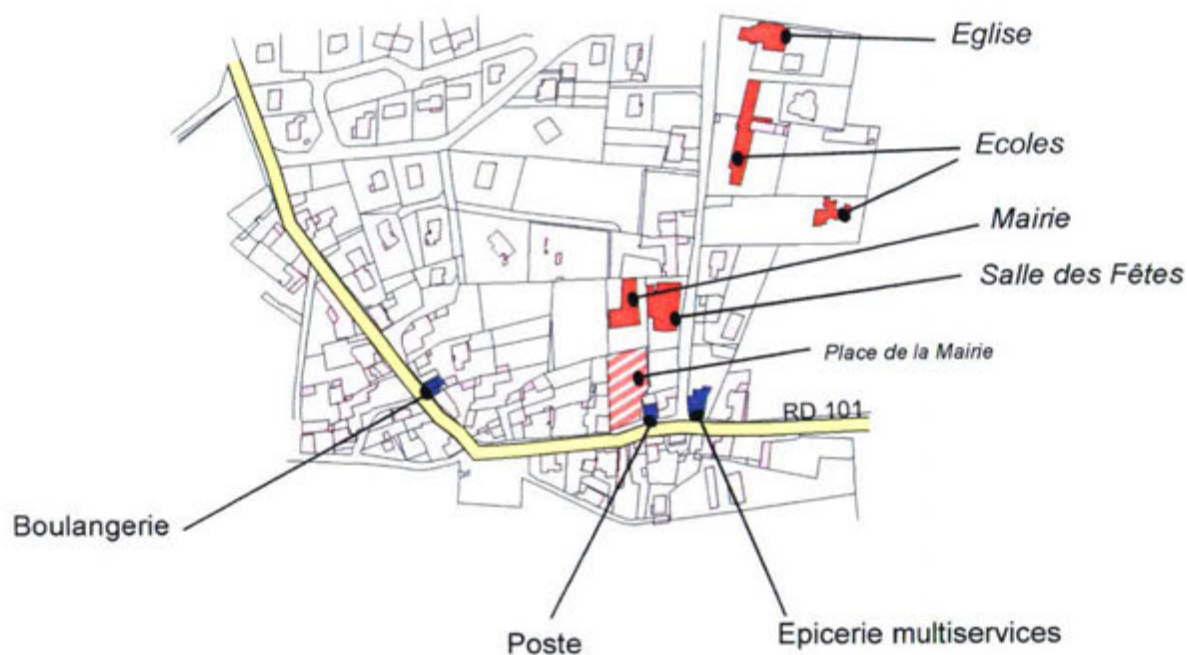 Eglise
Ecoles
Mairie
Salle des Fêtes
Place de la Mairie
RD 101
Boulangerie
Poste
Epicerie multiservices